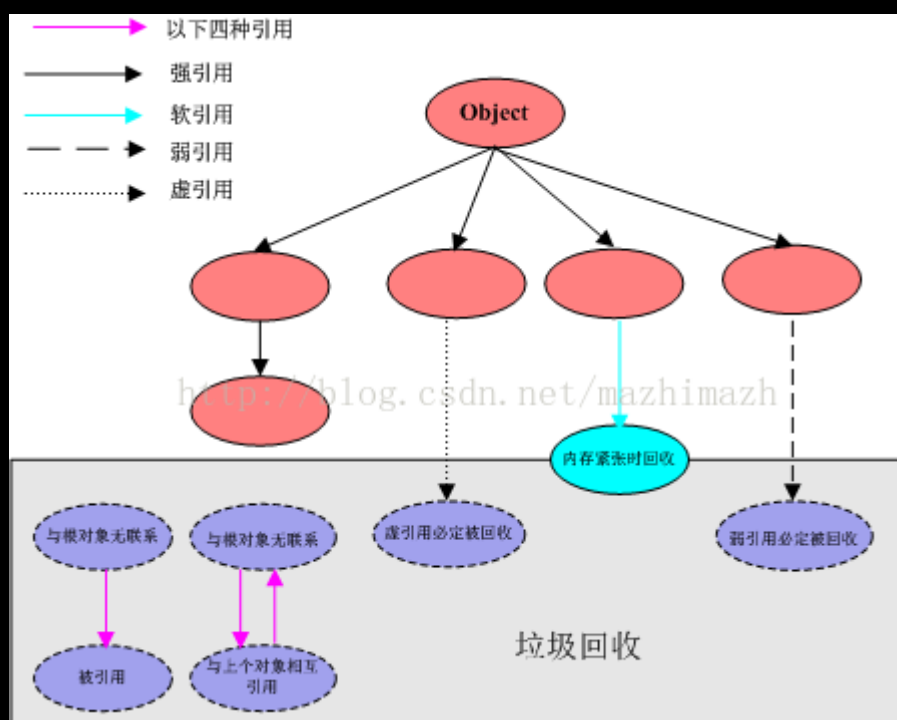 以下四种引用
强引用
软引用
弱引用
虚引用
Object
http://blog.csdn.net/mazhimazh
内存紧张时回收
与根对象无联系
与根对象无联系
虚引用必定被回收
弱引用必定被回收
被引用
与上个对象相互
引用
垃圾回收